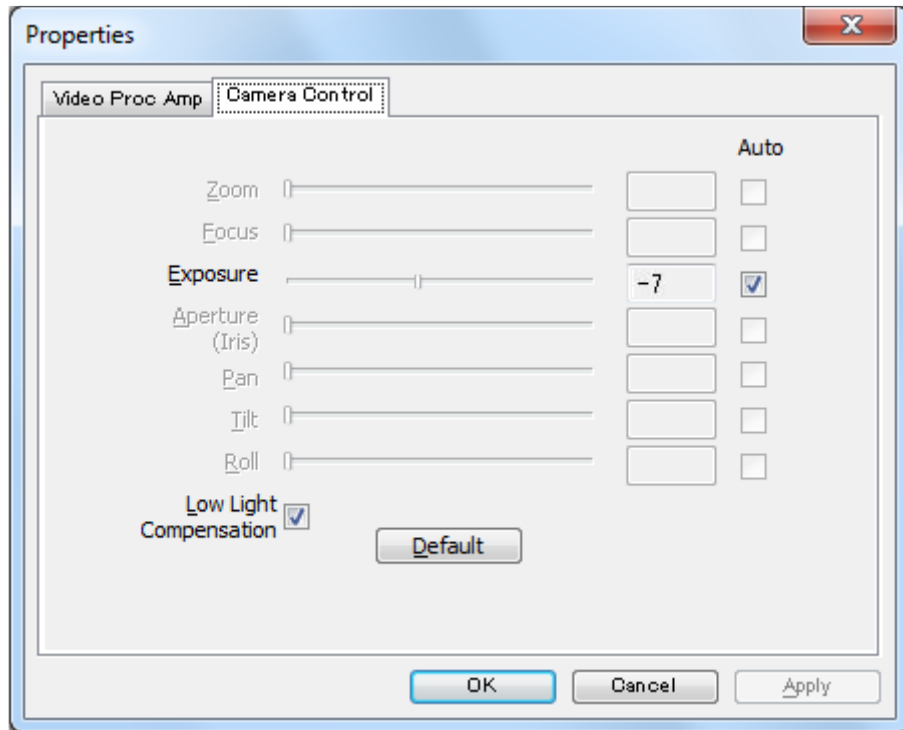 Properties
Video Proc Amp Camera Control
Auto
Zoom
Focus
Exposure -7
Aperture
(Iris)
Pan
Tilt
Roll
Low Light
Compensation
Default
OK Cancel Apply